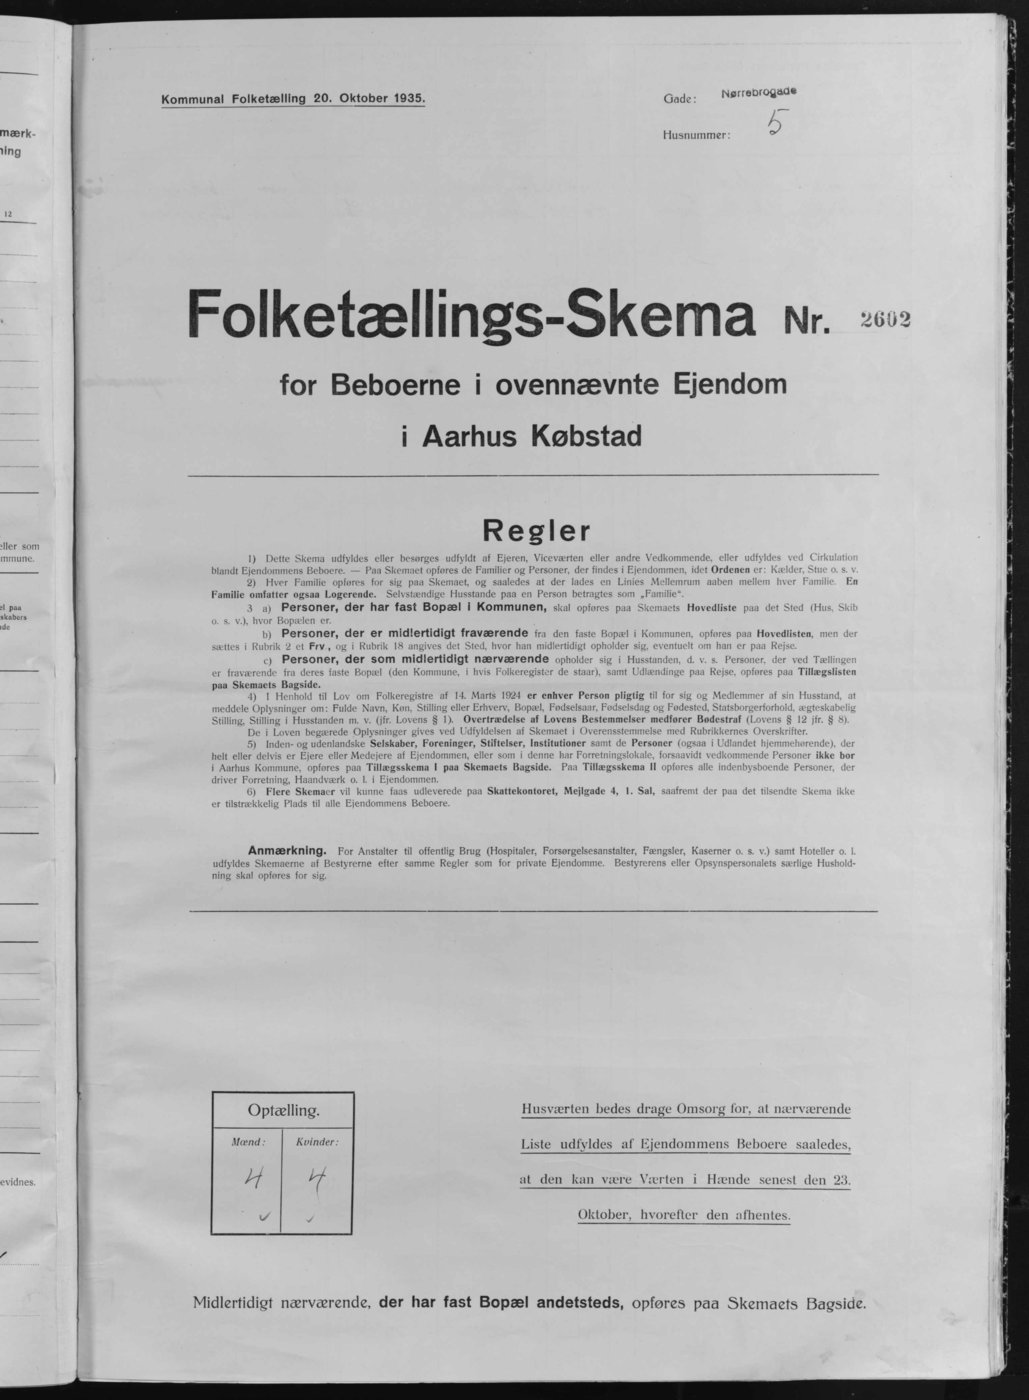 mærk-
ning
12
eller som
mmune.
el paa
skabers
de
evidnes.
Kommunal Folketælling 20. Oktober 1935.
Gade: Nørrebrogade
Husnummer: 5
Folketællings-Skema Nr. 2602
for Beboerne i ovennævnte Ejendom
i Aarhus Købstad
Regler
1) Dette Skema udfyldes eller besørges udfyldt af Ejeren, Viceværten eller andre Vedkommende, eller udfyldes ved Cirkulation
blandt Ejendommens Beboere. — Paa Skemaet opføres de Familier og Personer, der findes i Ejendommen, idet Ordenen er: Kælder, Stue o. s. v.
2) Hver Familie opføres for sig paa Skemaet, og saaledes at der lades en Linies Mellemrum aaben mellem hver Familie. En
Familie omfatter ogsaa Logerende. Selvstændige Husstande paa en Person betragtes som „Familie“.
3 a) Personer, der har fast Bopæl i Kommunen, skal opføres paa Skemaets Hovedliste paa det Sted (Hus, Skib
o. s. v.), hvor Bopælen er.
b) Personer, der er midlertidigt fraværende fra den faste Bopæl i Kommunen, opføres paa Hovedlisten, men der
sættes i Rubrik 2 et Frv., og i Rubrik 18 angives det Sted, hvor han midlertidigt opholder sig, eventuelt om han er paa Rejse.
c) Personer, der som midlertidigt nærværende opholder sig i Husstanden, d. v. s. Personer, der ved Tællingen
er fraværende fra deres faste Bopæl (den Kommune, i hvis Folkeregister de staar), samt Udlændinge paa Rejse, opføres paa Tillægslisten
paa Skemaets Bagside.
4) I Henhold til Lov om Folkeregistre af 14. Marts 1924 er enhver Person pligtig til for sig og Medlemmer af sin Husstand, at
meddele Oplysninger om: Fulde Navn, Køn, Stilling eller Erhverv, Bopæl, Fødselsaar, Fødselsdag og Fødested, Statsborgerforhold, ægteskabelig
Stilling, Stilling i Husstanden m. v. (jfr. Lovens § 1). Overtrædelse af Lovens Bestemmelser medfører Bødestraf (Lovens § 12 jfr. § 8).
De i Loven begærede Oplysninger gives ved Udfyldelsen af Skemaet i Overensstemmelse med Rubrikkernes Overskrifter.
5) Inden- og udenlandske Selskaber, Foreninger, Stiftelser, Institutioner samt de Personer (ogsaa i Udlandet hjemmehørende), der
helt eller delvis er Ejere eller Medejere af Ejendommen, eller som i denne har Forretningslokale, forsaavidt vedkommende Personer ikke bor
i Aarhus Kommune, opføres paa Tillægsskema I paa Skemaets Bagside. Paa Tillægsskema II opføres alle indenbysboende Personer, der
driver Forretning, Haandværk o. l. i Ejendommen.
6) Flere Skemaer vil kunne faas udleverede paa Skattekontoret, Mejlgade 4, 1. Sal, saafremt der paa det tilsendte Skema ikke
er tilstrækkelig Plads til alle Ejendommens Beboere.
Anmærkning. For Anstalter til offentlig Brug (Hospitaler, Forsørgelsesanstalter, Fængsler, Kaserner o. s. v.) samt Hoteller o. l.
udfyldes Skemaerne af Bestyrerne efter samme Regler som for private Ejendomme. Bestyrerens eller Opsynspersonalets særlige Hushold-
ning skal opføres for sig.
Optælling.
Mænd: Kvinder:
4 4
Husværten bedes drage Omsorg for, at nærværende
Liste udfyldes af Ejendommens Beboere saaledes,
at den kan være Værten i Hænde senest den 23.
Oktober, hvorefter den afhentes.
Midlertidigt nærværende, der har fast Bopæl andetsteds, opføres paa Skemaets Bagside.